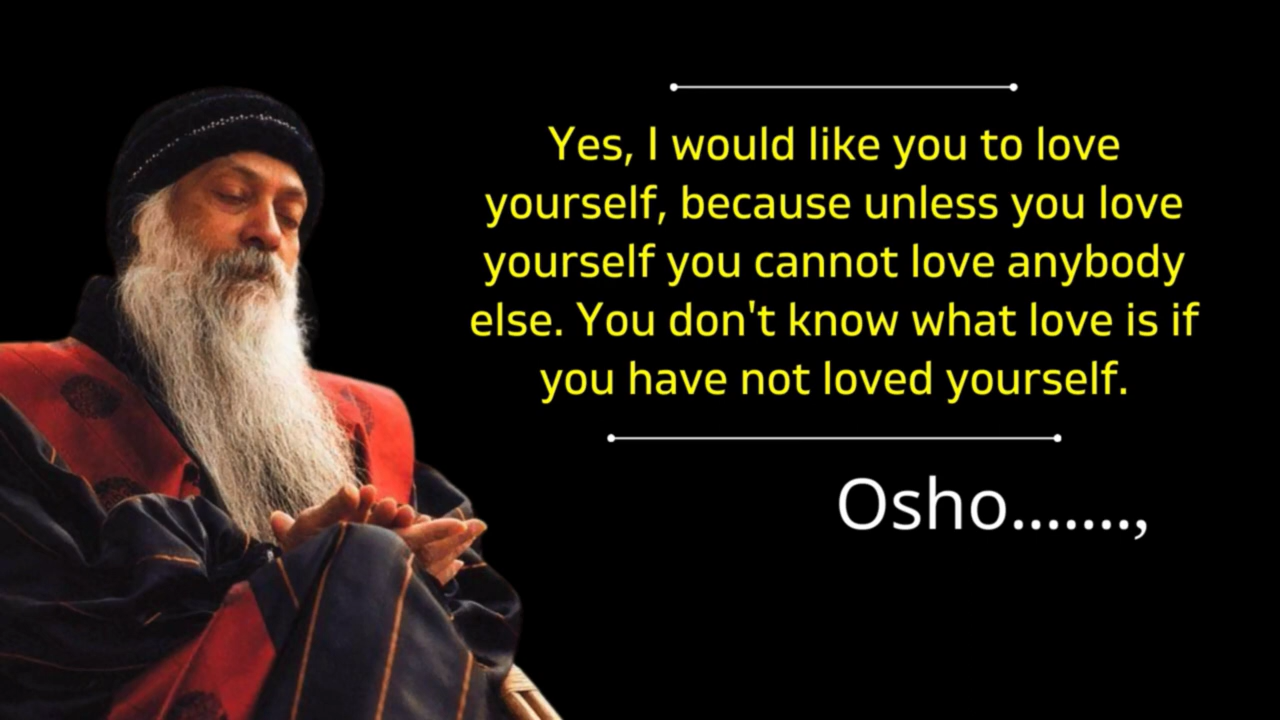 Yes, I would like you to love
yourself, because unless you love
yourself you cannot love anybody
else. You don't know what love is if
you have not loved yourself.
Osho.......,